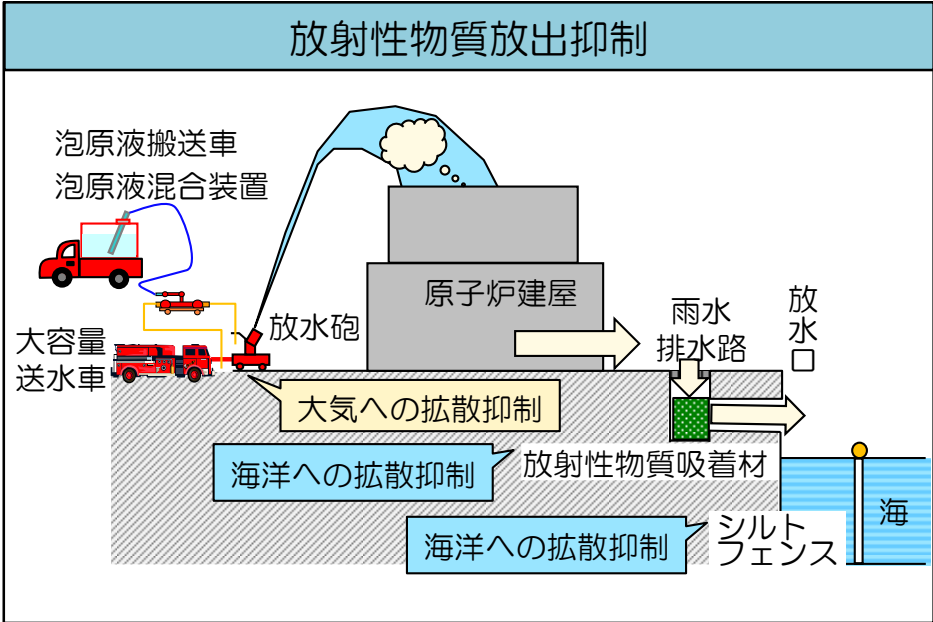 放射性物質放出抑制
泡原液搬送車
泡原液混合装置
大容量
送水車
放水砲
原子炉建屋
雨水
排水路
放
水
口
大気への拡散抑制
海洋への拡散抑制
放射性物質吸着材
海洋への拡散抑制
シルト
フェンス
海